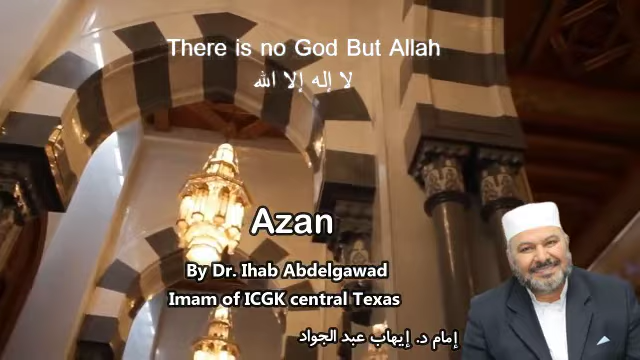 There is no God But Allah
لا إله إلا الله
Azan
By Dr. Ihab Abdelgawad
Imam of ICGK central Texas
إمام د. إيهاب عبد الجواد